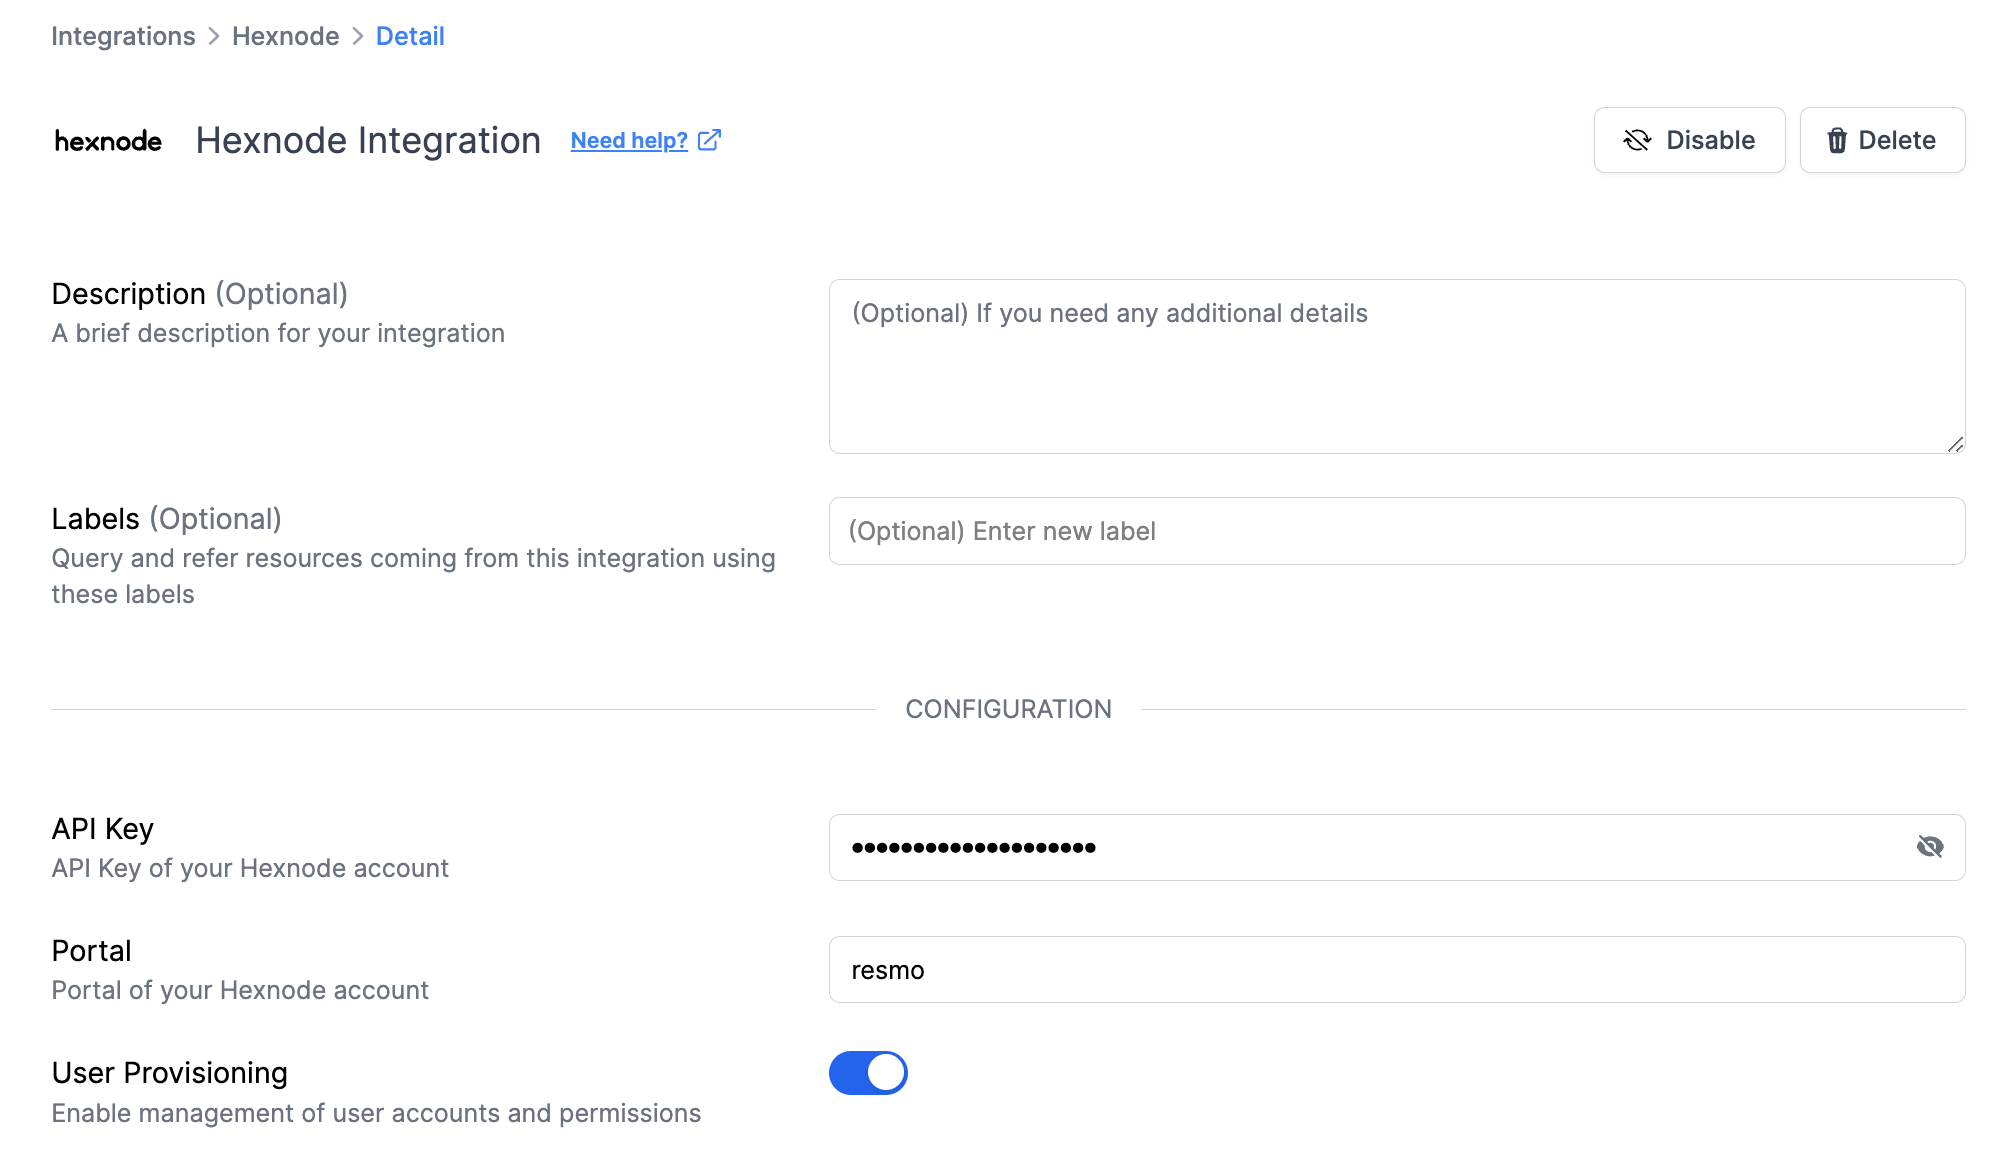 Integrations > Hexnode > Detail
hexnode Hexnode Integration Need help? Disable Delete
Description (Optional)
A brief description for your integration
(Optional) If you need any additional details
Labels (Optional)
Query and refer resources coming from this integration using
these labels
(Optional) Enter new label
CONFIGURATION
API Key
API Key of your Hexnode account
••••••••••••••••••••
Portal
Portal of your Hexnode account
resmo
User Provisioning
Enable management of user accounts and permissions